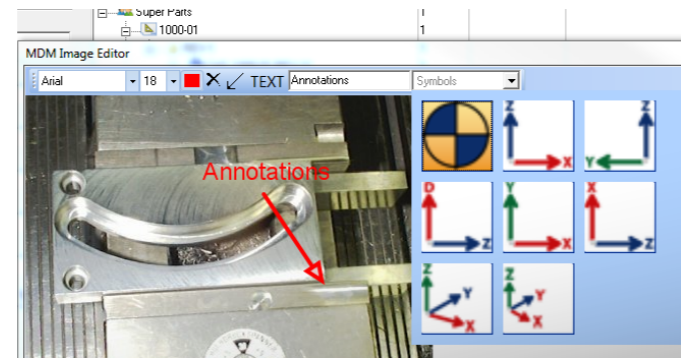 Super Parts 1
1000-01 1
MDM Image Editor
Arial 18 TEXT Annotations Symbols
Annotations
Z X
Z Y
D Z
Y X
X Z
Z Y X
Z Y X